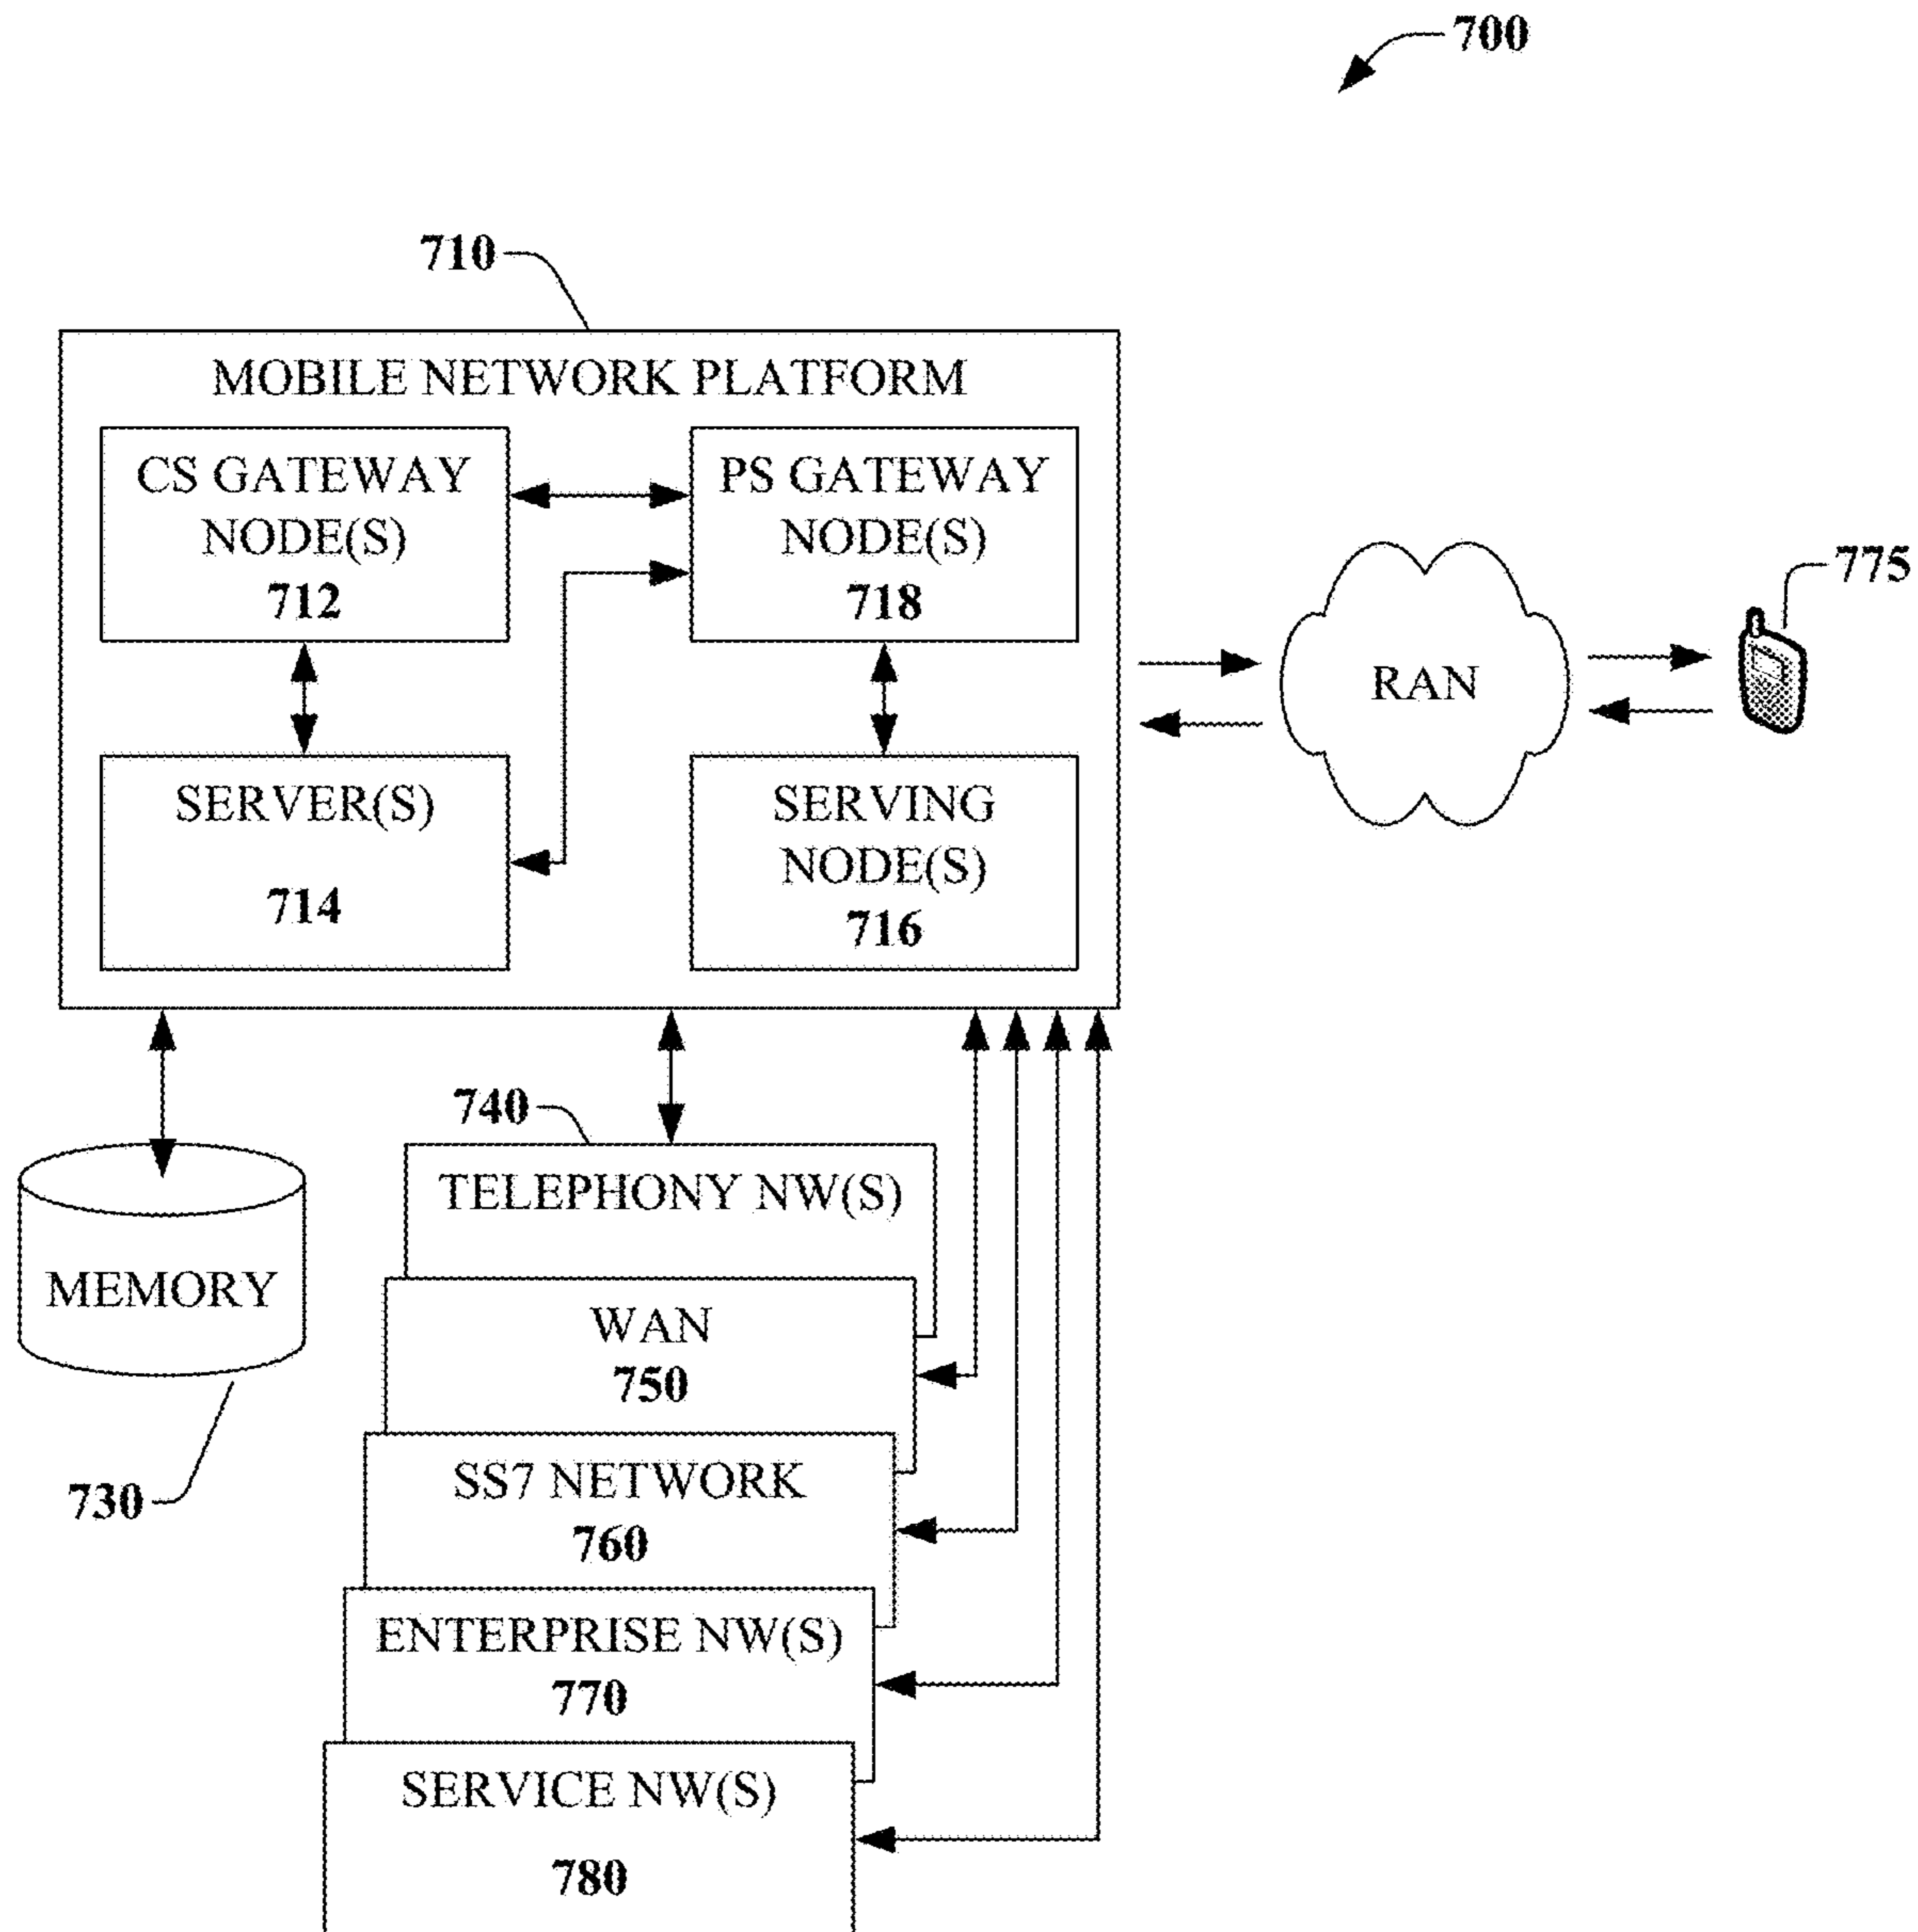 700
710
MOBILE NETWORK PLATFORM
CS GATEWAY
NODE(S)
712
PS GATEWAY
NODE(S)
718
SERVER(S)
714
SERVING
NODE(S)
716
RAN
775
740
TELEPHONY NW(S)
MEMORY
730
WAN
750
SS7 NETWORK
760
ENTERPRISE NW(S)
770
SERVICE NW(S)
780